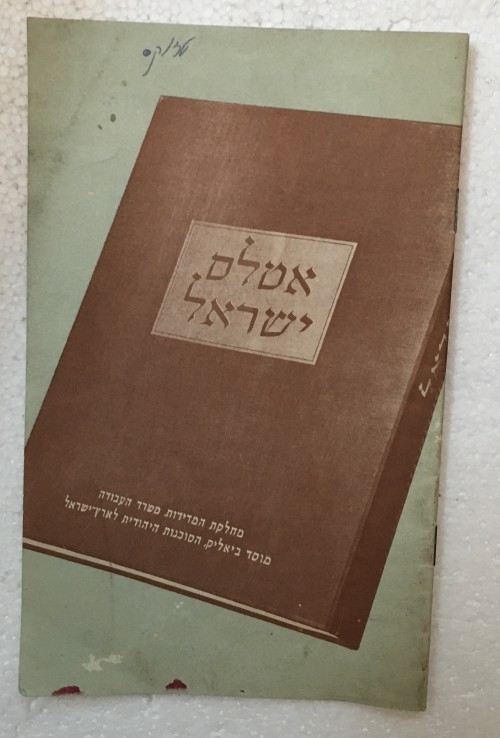 אטלס
ישראל
מחלקת המדידות משרד העבודה
מוסד ביאליק, הסוכנות היהודית לארץ־ישראל